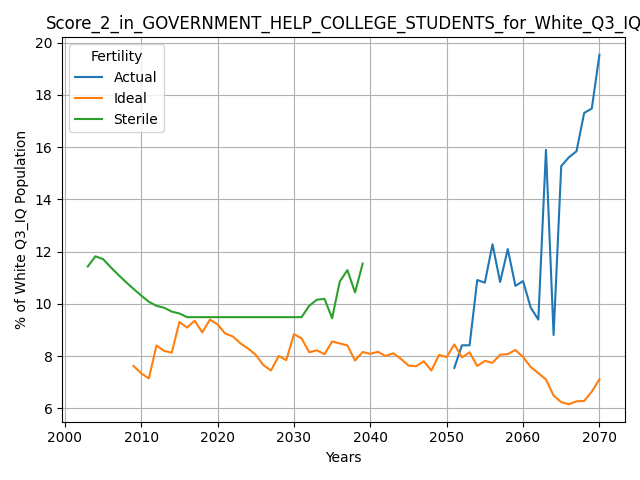 Score_2_in_GOVERNMENT_HELP_COLLEGE_STUDENTS_for_White_Q3_IQ
Fertility
Actual
Ideal
Sterile
% of White Q3_IQ Population
20
18
16
14
12
10
8
6
2000 2010 2020 2030 2040 2050 2060 2070
Years